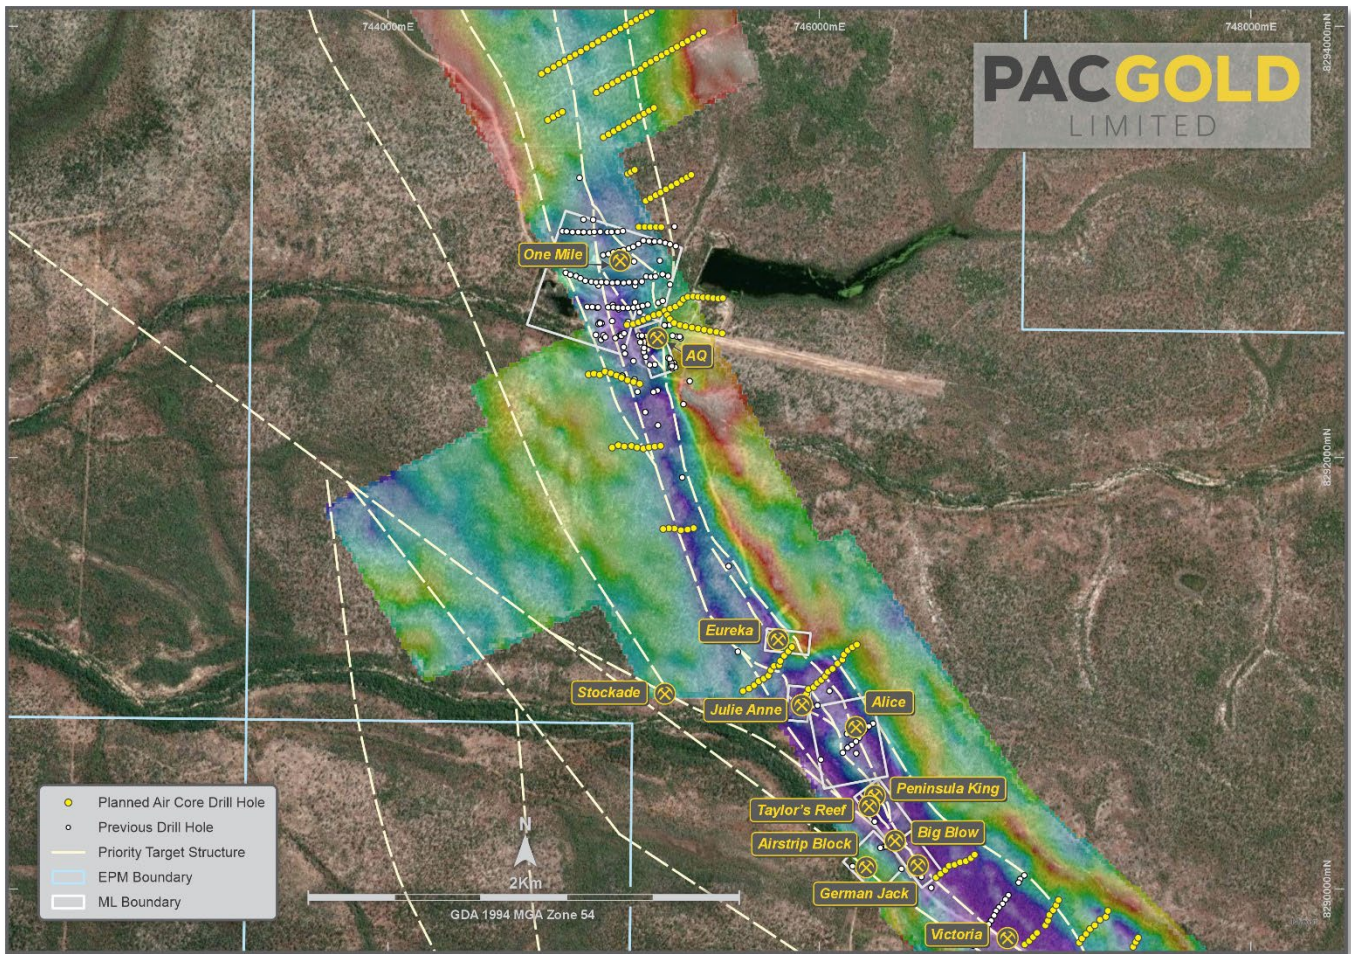 744000mE
746000mE
748000mE
8294000mN
PACGOLD
LIMITED
One Mile
AQ
8292000mN
Eureka
Stockade
Julie Anne
Alice
Peninsula King
Taylor's Reef
Big Blow
Airstrip Block
German Jack
Victoria
8290000mN
Planned Air Core Drill Hole
Previous Drill Hole
Priority Target Structure
EPM Boundary
ML Boundary
N
2Km
GDA 1994 MGA Zone 54